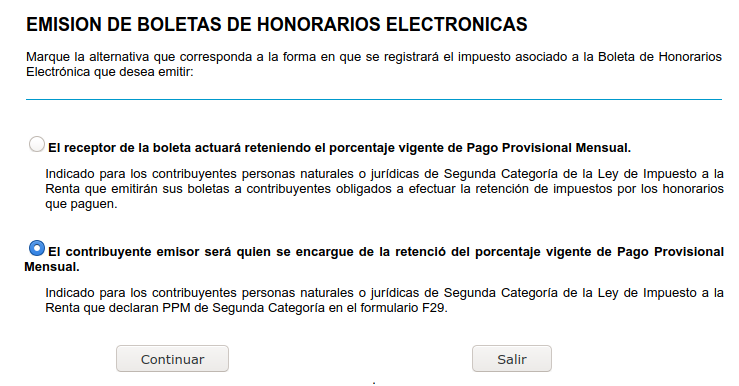 EMISION DE BOLETAS DE HONORARIOS ELECTRONICAS
Marque la alternativa que corresponda a la forma en que se registrará el impuesto asociado a la Boleta de Honorarios
Electrónica que desea emitir:
El receptor de la boleta actuará reteniendo el porcentaje vigente de Pago Provisional Mensual.
Indicado para los contribuyentes personas naturales o jurídicas de Segunda Categoría de la Ley de Impuesto a la
Renta que emitirán sus boletas a contribuyentes obligados a efectuar la retención de impuestos por los honorarios
que paguen.
El contribuyente emisor será quien se encargue de la retenció del porcentaje vigente de Pago Provisional
Mensual.
Indicado para los contribuyentes personas naturales o jurídicas de Segunda Categoría de la Ley de Impuesto a la
Renta que declaran PPM de Segunda Categoría en el formulario F29.
Continuar Salir